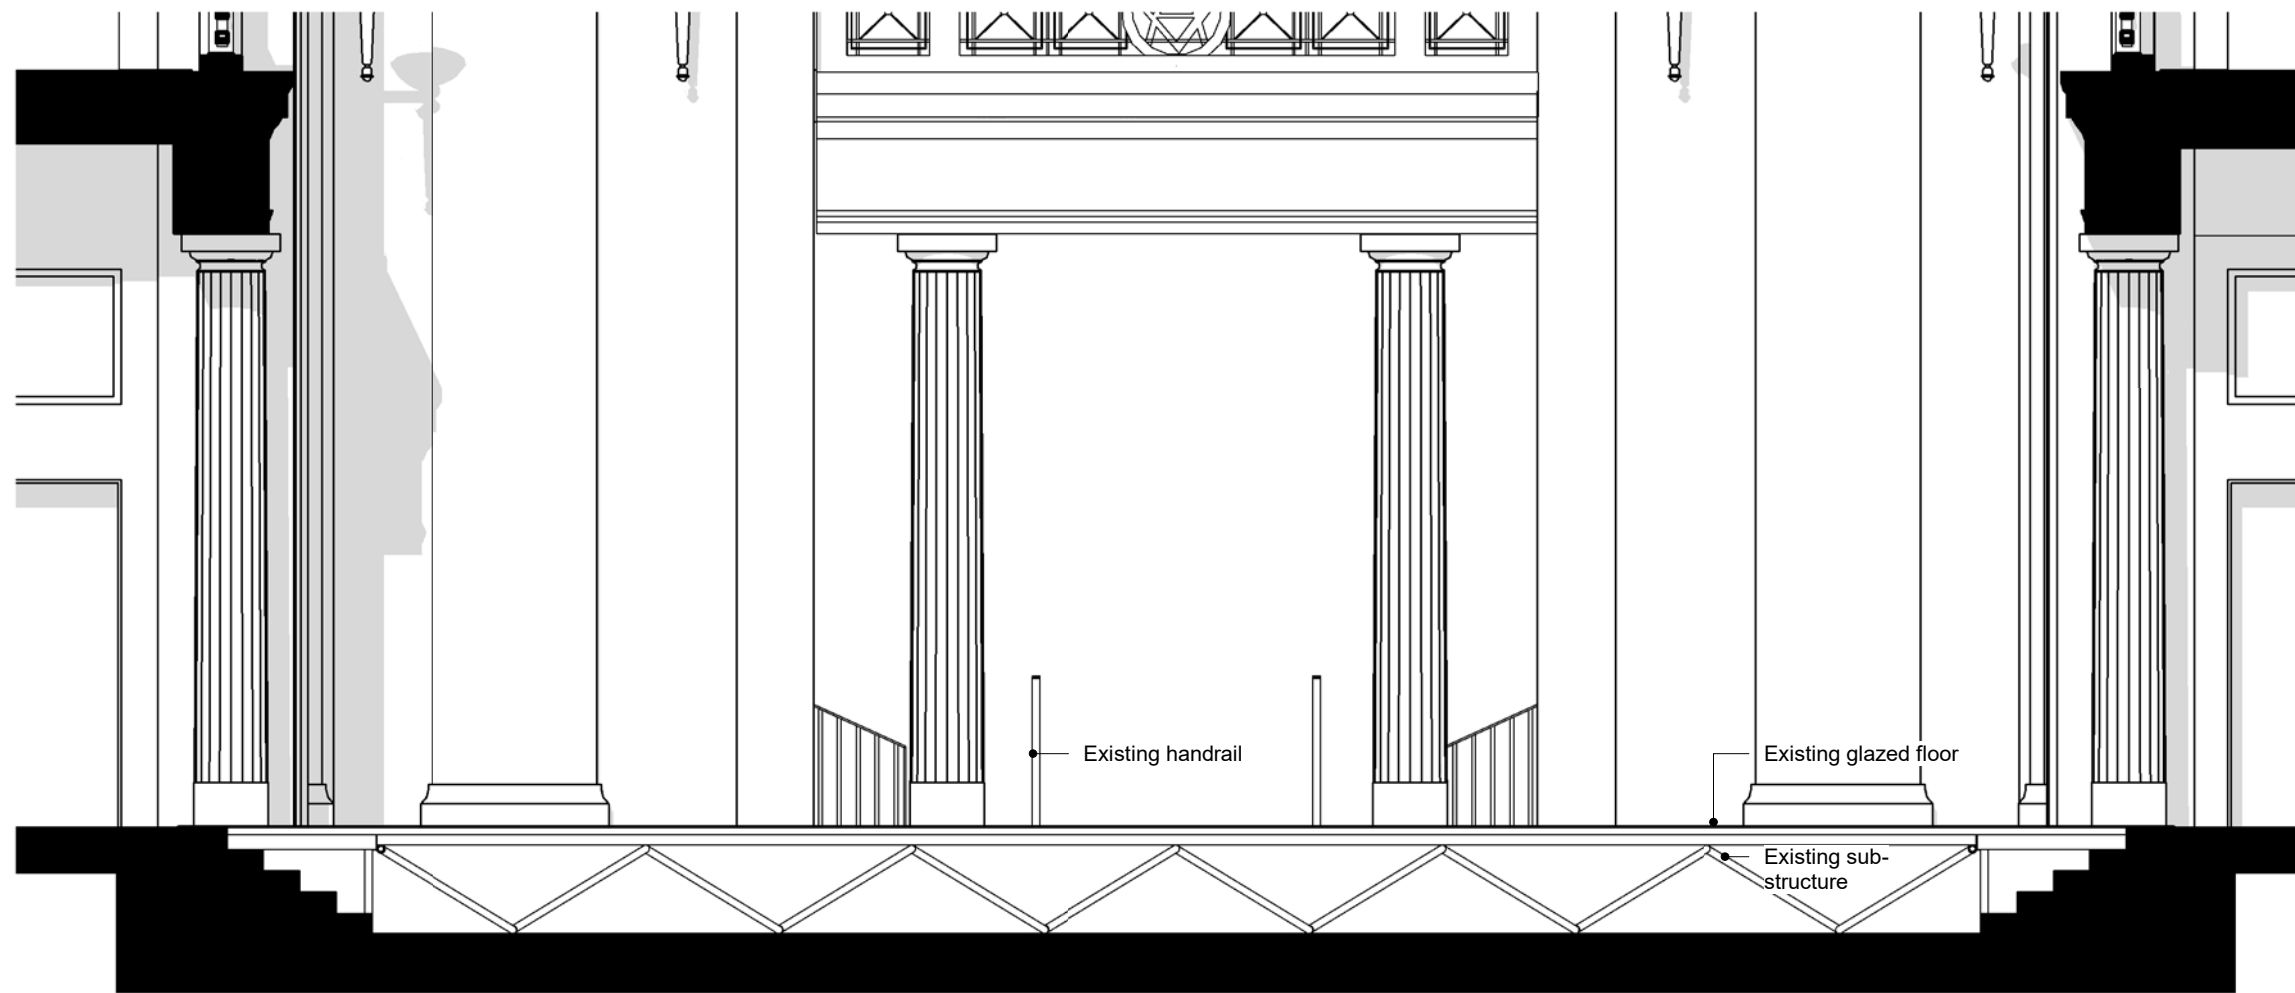 Existing handrail
Existing glazed floor
Existing sub-
structure